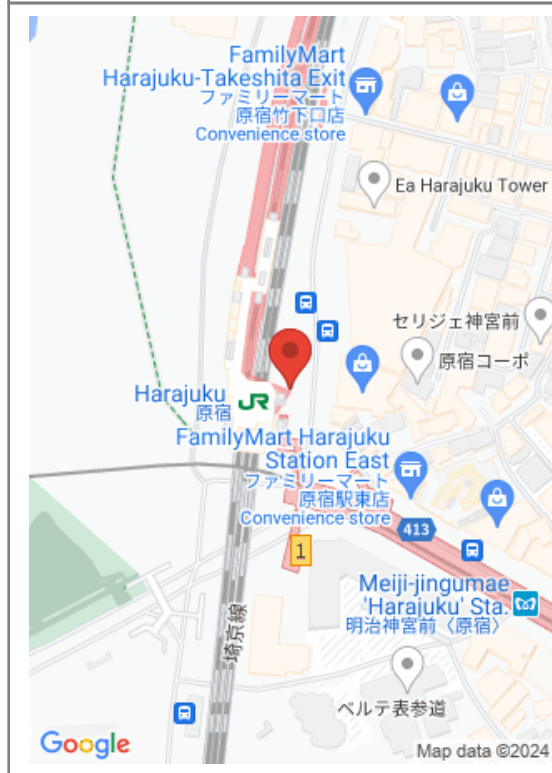 FamilyMart
Harajuku-Takeshita Exit
ファミリーマート
原宿竹下口店
Convenience store
Ea Harajuku Tower
セリジェ神宮前
原宿コーポ
Harajuku
原宿
JR
FamilyMart Harajuku
Station East
ファミリーマート
原宿駅東店
Convenience store
413
1
Meiji-jingumae
'Harajuku' Sta.
明治神宮前〈原宿〉
埼京線
ベルテ表参道
Google
Map data ©2024